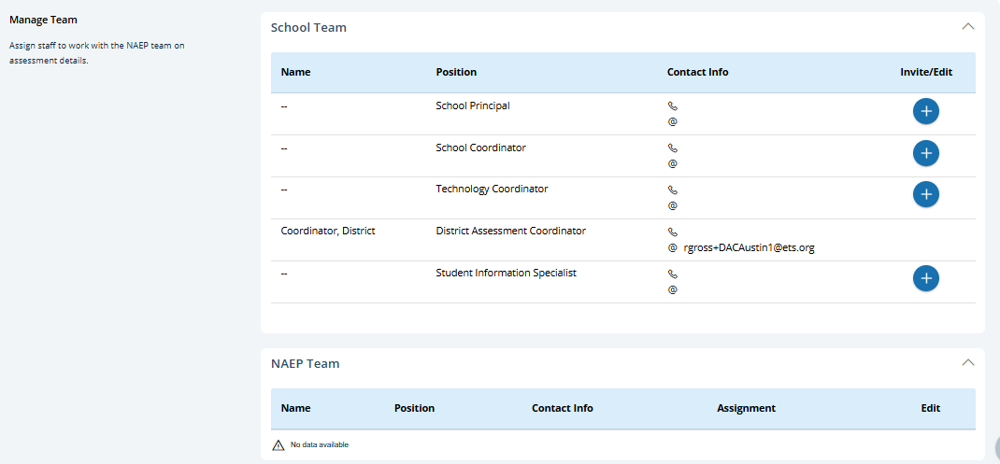 Manage Team
Assign staff to work with the NAEP team on
assessment details.
School Team
Name Position Contact Info Invite/Edit
-- School Principal
@
-- School Coordinator
@
-- Technology Coordinator
@
Coordinator, District District Assessment Coordinator
@ rgross+DACAustin1@ets.org
-- Student Information Specialist
@
NAEP Team
Name Position Contact Info Assignment Edit
No data available